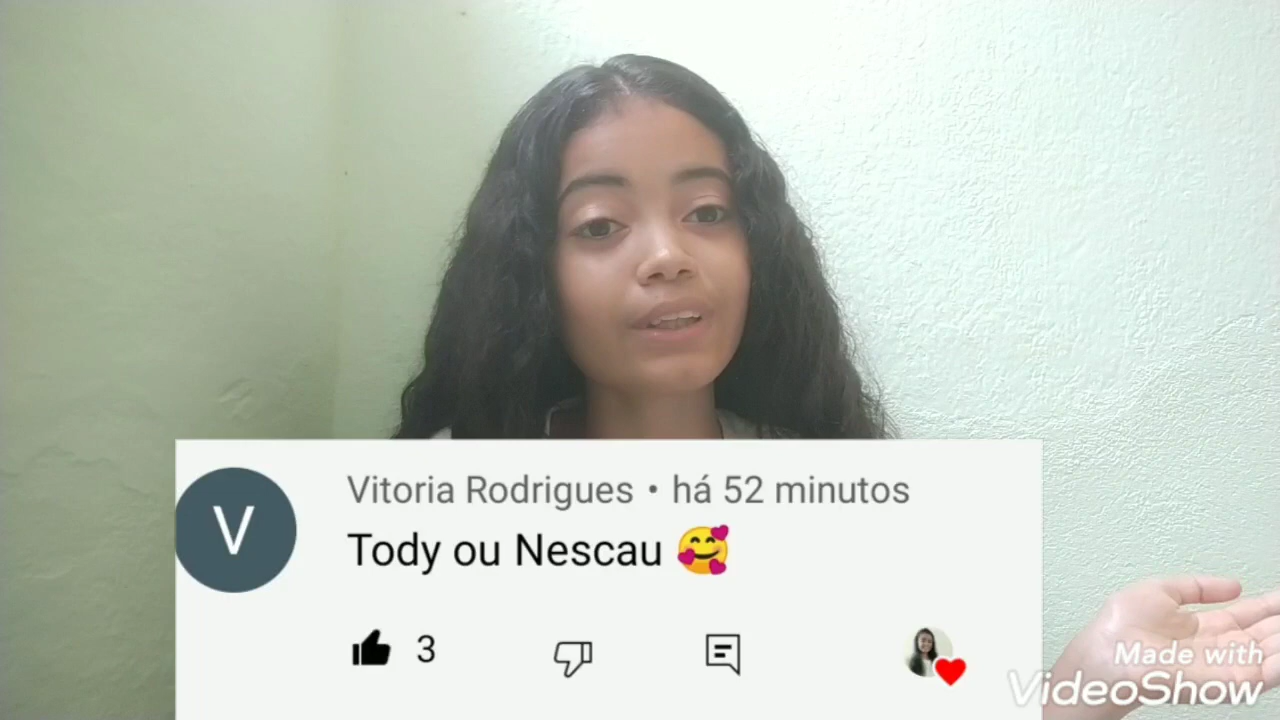 V
Vitoria Rodrigues • há 52 minutos
Tody ou Nescau 🥰
3
Made with
VideoShow